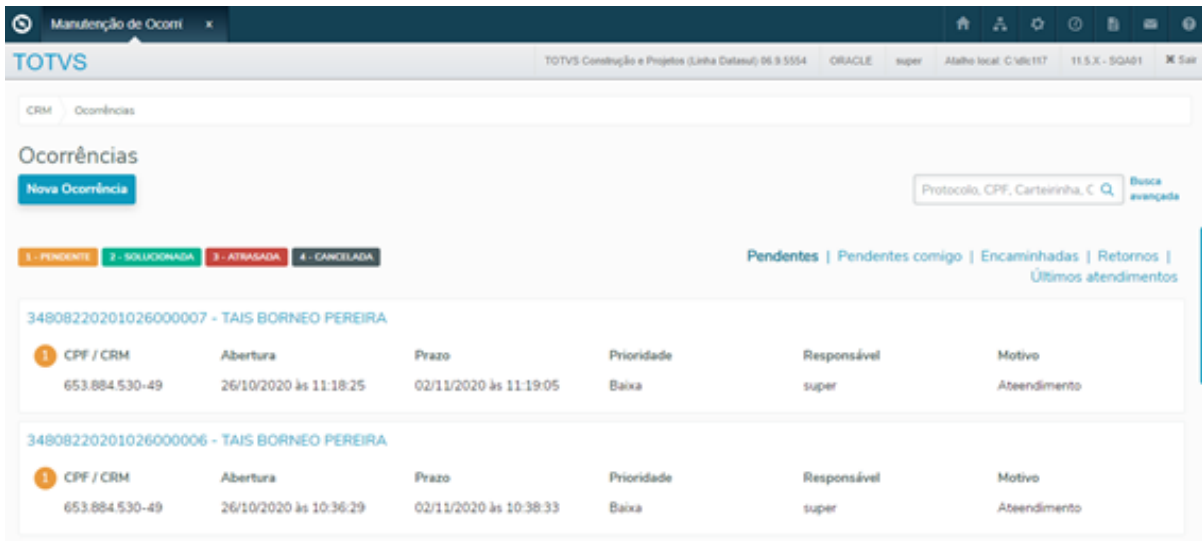 Manutenção de Ocorrí x
TOTVS
TOTVS Construção e Projetos (Linha Datasul) 06.9.5554 ORACLE super Atalho local: C:\dlc117 11.5.X - SQA01 Sair
CRM Ocorrências
Ocorrências
Nova Ocorrência
Protocolo, CPF, Carteirinha, C
Busca
avançada
1 - PENDENTE 2 - SOLUCIONADA 3 - ATRASADA 4 - CANCELADA
Pendentes | Pendentes comigo | Encaminhadas | Retornos |
Últimos atendimentos
34808220201026000007 - TAIS BORNEO PEREIRA
1 CPF / CRM Abertura Prazo Prioridade Responsável Motivo
653.884.530-49 26/10/2020 às 11:18:25 02/11/2020 às 11:19:05 Baixa super Ateendimento
34808220201026000006 - TAIS BORNEO PEREIRA
1 CPF / CRM Abertura Prazo Prioridade Responsável Motivo
653.884.530-49 26/10/2020 às 10:36:29 02/11/2020 às 10:38:33 Baixa super Ateendimento